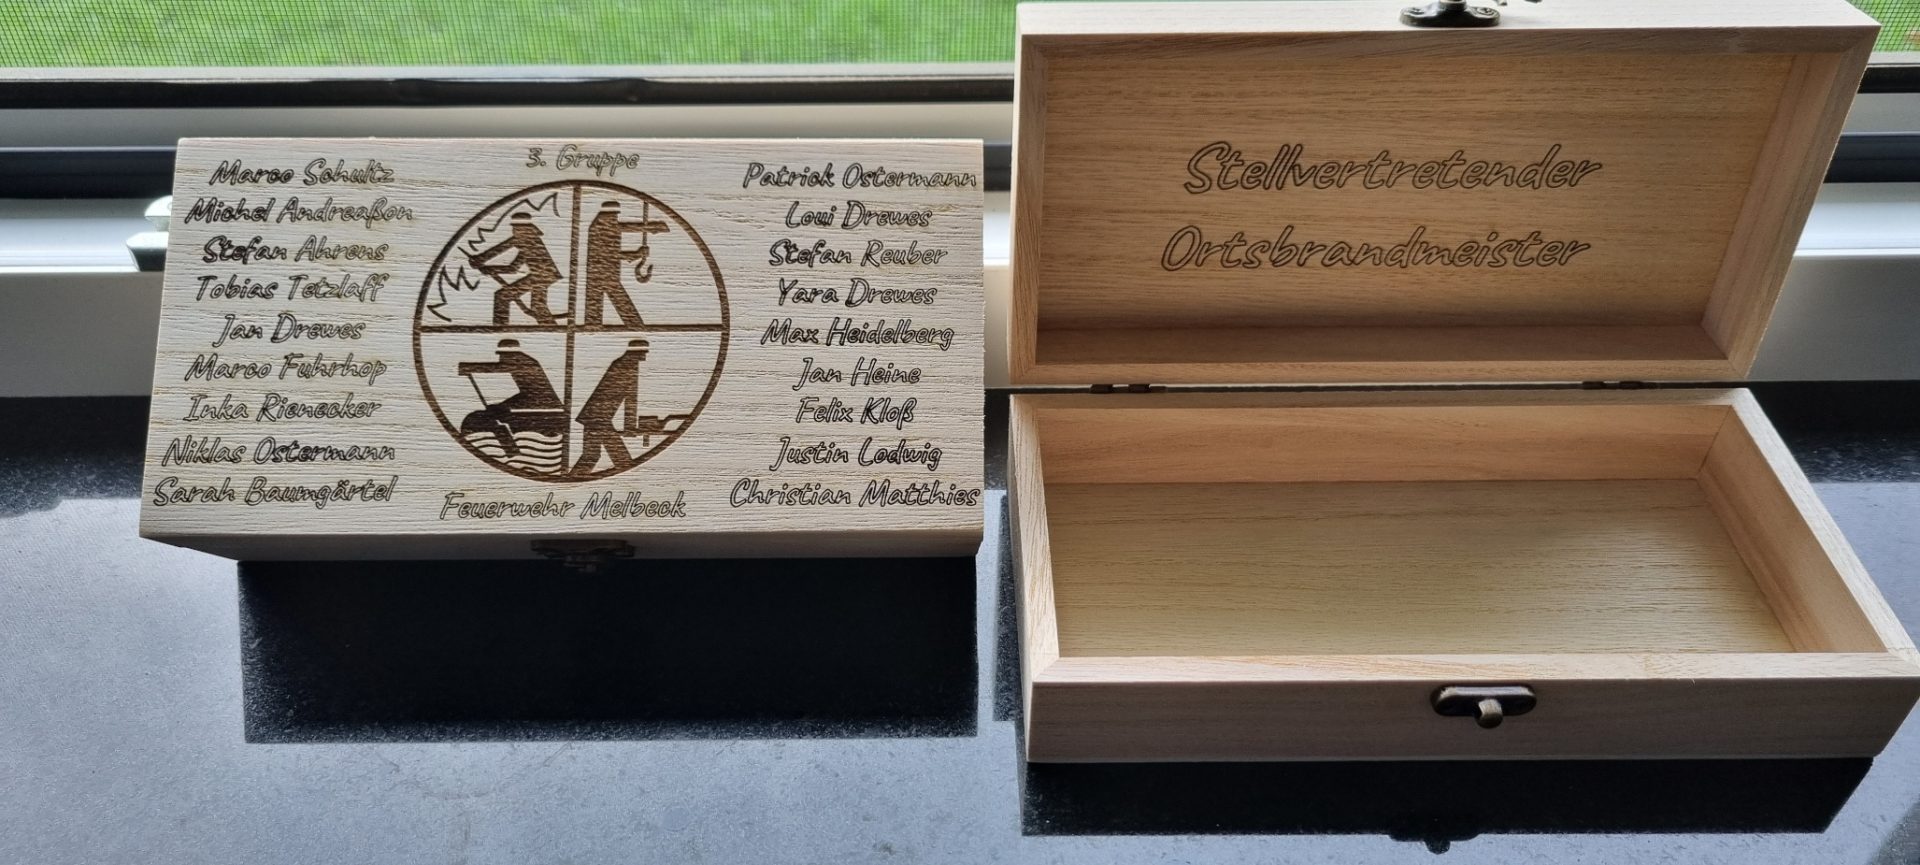 3. Gruppe
Marco Schultz
Michel Andreaßon
Stefan Ahrens
Tobias Tetzlaff
Jan Drewes
Marco Fuhrhop
Inka Rienecker
Niklas Ostermann
Sarah Baumgärtel
Patrick Ostermann
Loui Drewes
Stefan Reuber
Yara Drewes
Max Heidelberg
Jan Heine
Felix Kloß
Justin Lodwig
Christian Matthies
Feuerwehr Melbeck
Stellvertretender
Ortsbrandmeister